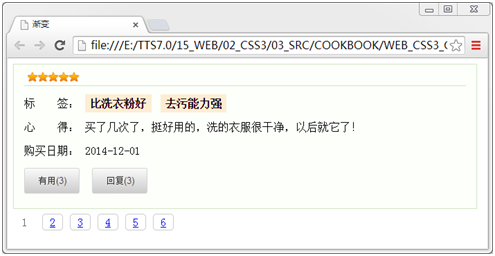 渐变
file:///E:/TTS7.0/15_WEB/02_CSS3/03_SRC/COOKBOOK/WEB_CSS3_C
标 签： 比洗衣粉好 去污能力强
心 得： 买了几次了，挺好用的，洗的衣服很干净，以后就它了!
购买日期： 2014-12-01
有用(3) 回复(3)
1 2 3 4 5 6